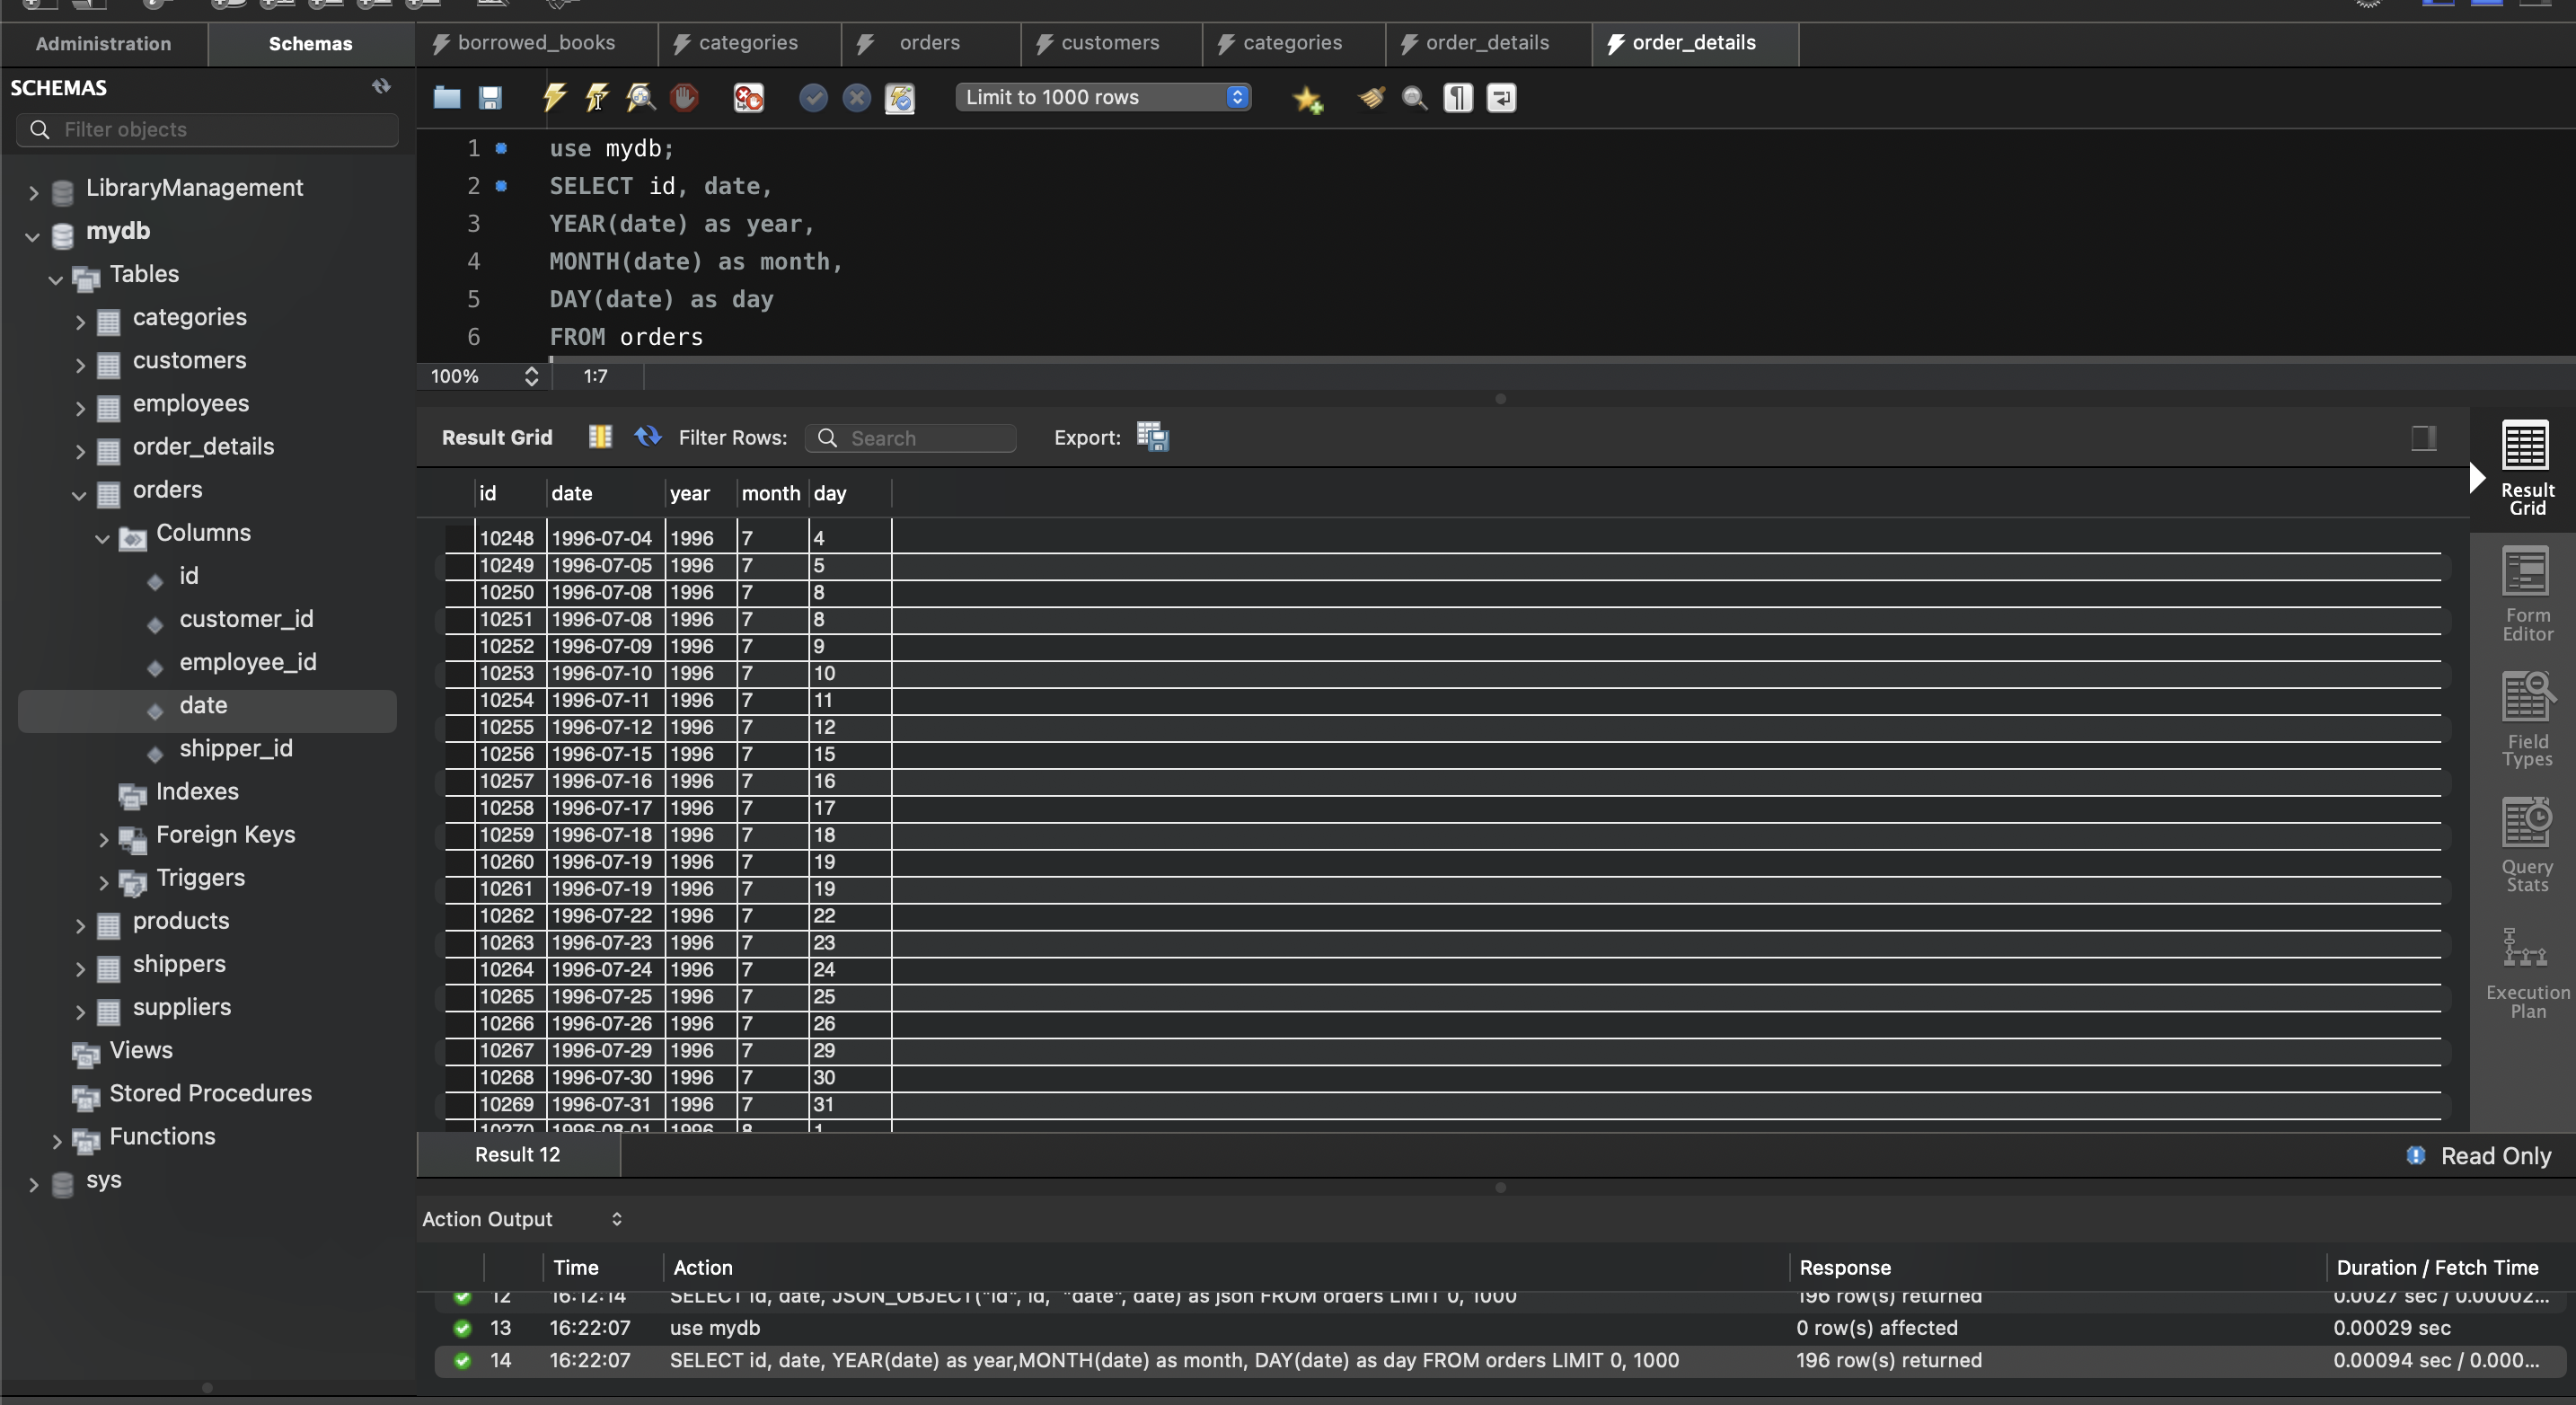 Administration
Schemas
borrowed_books
categories
orders
customers
categories
order_details
order_details
SCHEMAS
Filter objects
LibraryManagement
mydb
Tables
categories
customers
employees
order_details
orders
Columns
id
customer_id
employee_id
date
shipper_id
Indexes
Foreign Keys
Triggers
products
shippers
suppliers
Views
Stored Procedures
Functions
sys
Limit to 1000 rows
1 use mydb;
2 SELECT id, date,
3 YEAR(date) as year,
4 MONTH(date) as month,
5 DAY(date) as day
6 FROM orders
100% 1:7
Result Grid Filter Rows: Search Export:
id date year month day
10248 1996-07-04 1996 7 4
10249 1996-07-05 1996 7 5
10250 1996-07-08 1996 7 8
10251 1996-07-08 1996 7 8
10252 1996-07-09 1996 7 9
10253 1996-07-10 1996 7 10
10254 1996-07-11 1996 7 11
10255 1996-07-12 1996 7 12
10256 1996-07-15 1996 7 15
10257 1996-07-16 1996 7 16
10258 1996-07-17 1996 7 17
10259 1996-07-18 1996 7 18
10260 1996-07-19 1996 7 19
10261 1996-07-19 1996 7 19
10262 1996-07-22 1996 7 22
10263 1996-07-23 1996 7 23
10264 1996-07-24 1996 7 24
10265 1996-07-25 1996 7 25
10266 1996-07-26 1996 7 26
10267 1996-07-29 1996 7 29
10268 1996-07-30 1996 7 30
10269 1996-07-31 1996 7 31
10270 1996-08-01 1996 8 1
Result
Grid
Form
Editor
Field
Types
Query
Stats
Execution
Plan
Result 12
Read Only
Action Output
Time Action Response Duration / Fetch Time
12 16:12:14 SELECT id, date, JSON_OBJECT("id", id, "date", date) as json FROM orders LIMIT 0, 1000 196 row(s) returned 0.0027 sec / 0.00002...
13 16:22:07 use mydb 0 row(s) affected 0.00029 sec
14 16:22:07 SELECT id, date, YEAR(date) as year,MONTH(date) as month, DAY(date) as day FROM orders LIMIT 0, 1000 196 row(s) returned 0.00094 sec / 0.000...